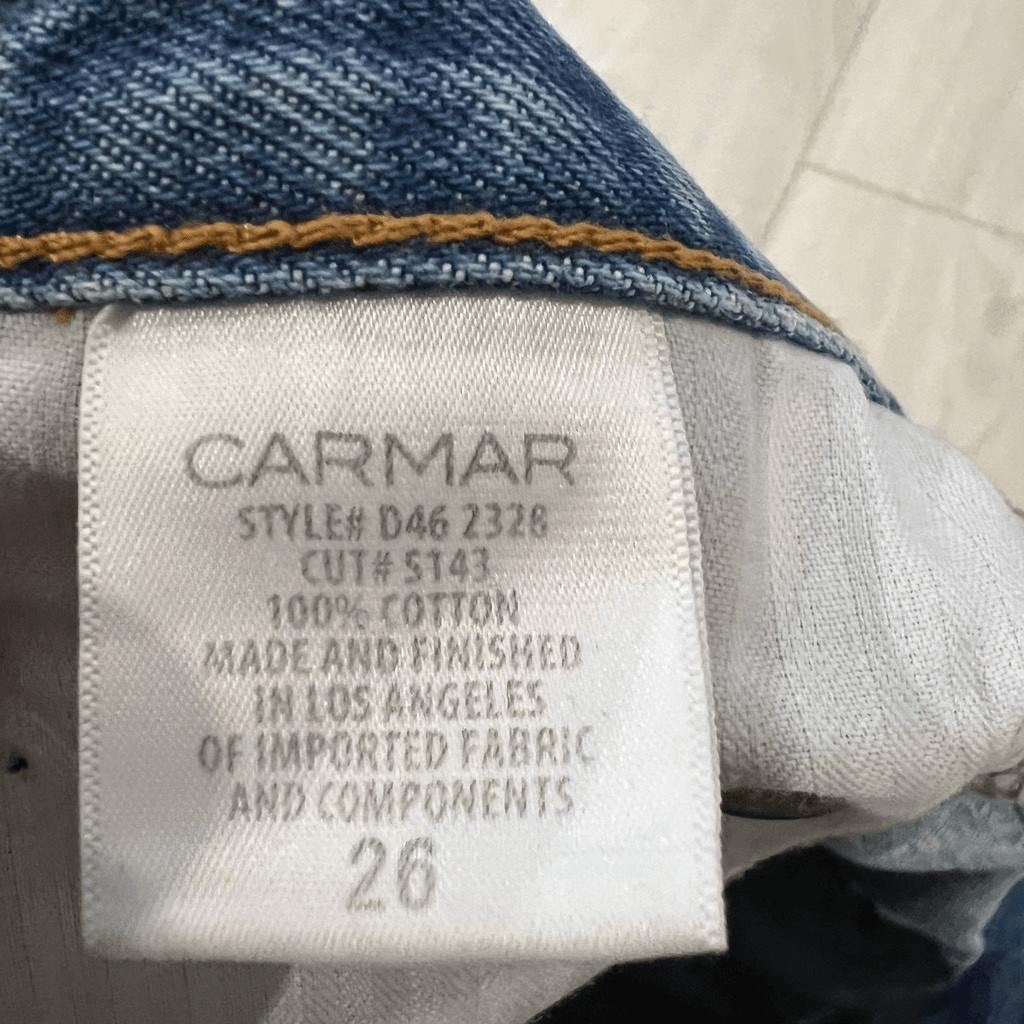 CARMAR
STYLE# D46 2328
CUT# 5143
100% COTTON
MADE AND FINISHED
IN LOS ANGELES
OF IMPORTED FABRIC
AND COMPONENTS
26